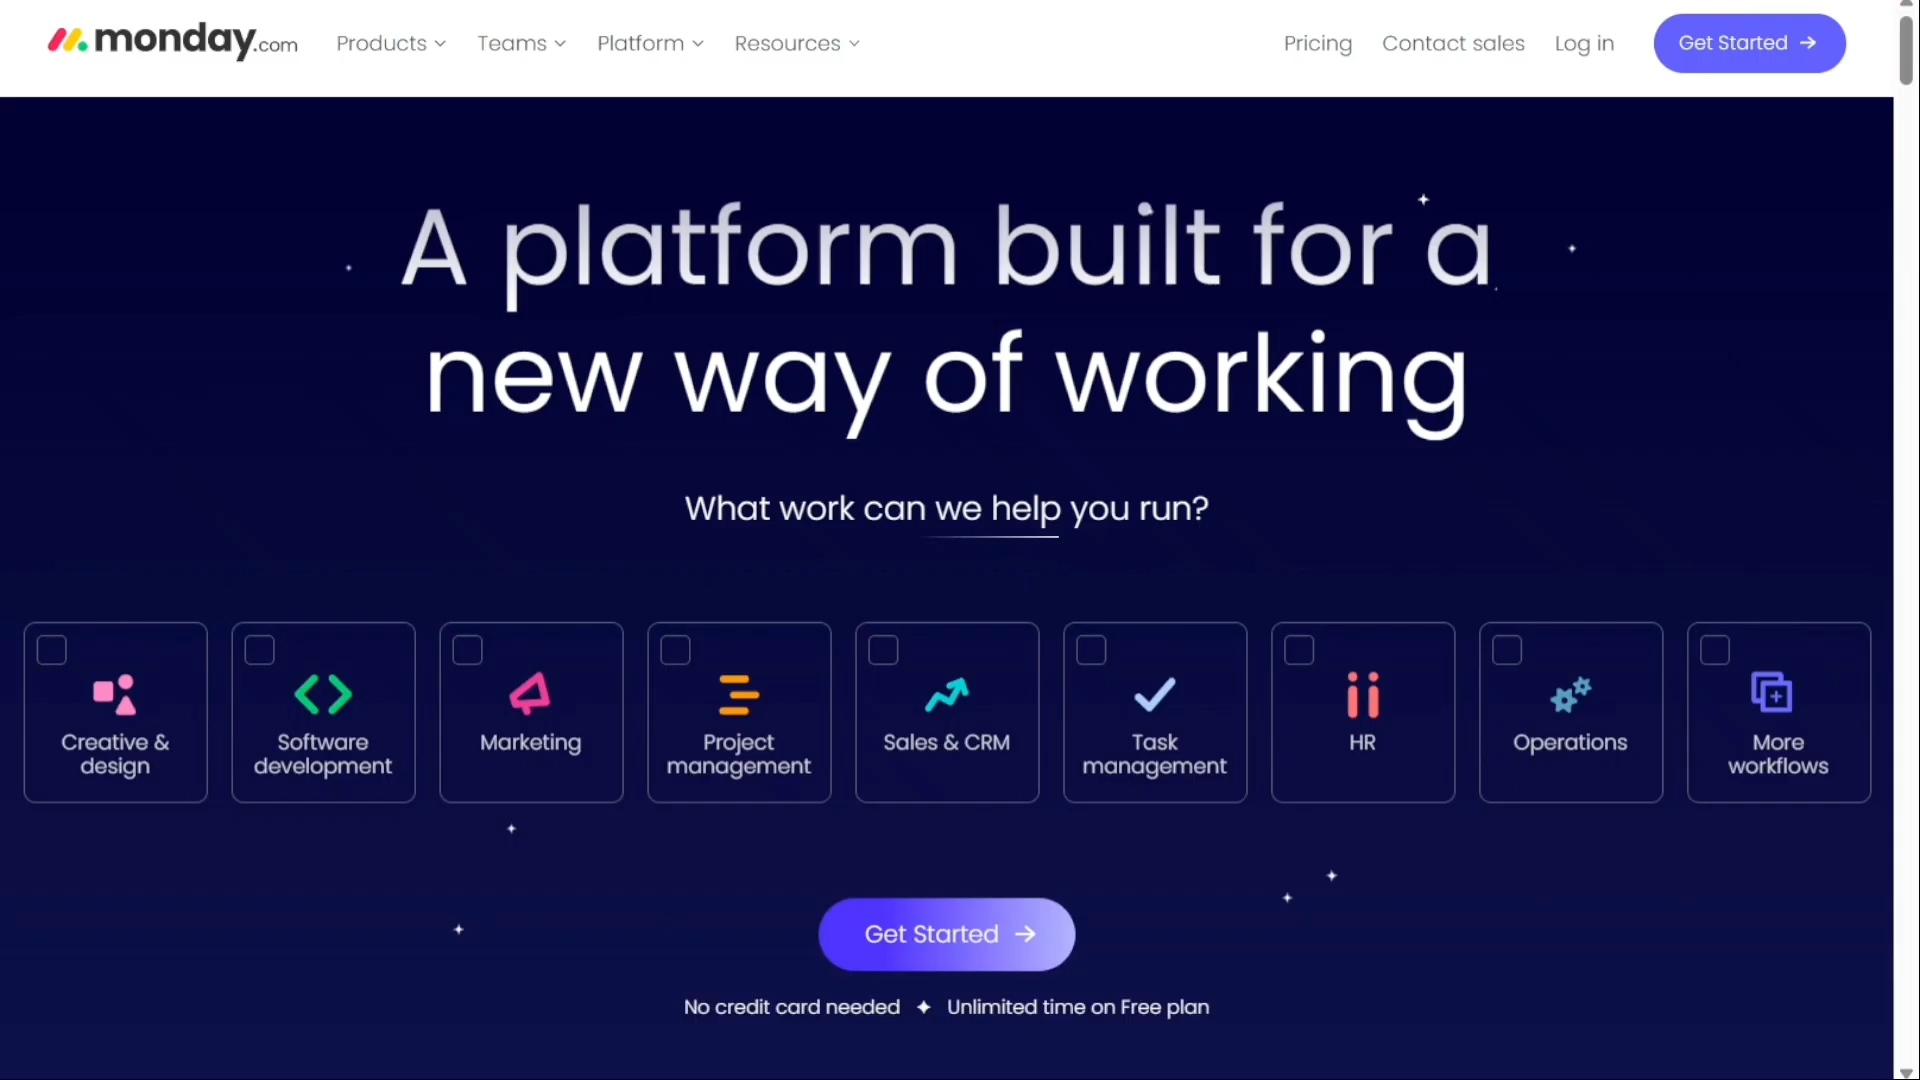 monday.com
Products
Teams
Platform
Resources
Pricing
Contact sales
Log in
Get Started
A platform built for a
new way of working
What work can we help you run?
Creative &
design
Software
development
Marketing
Project
management
Sales & CRM
Task
management
HR
Operations
More
workflows
Get Started
No credit card needed ✦ Unlimited time on Free plan